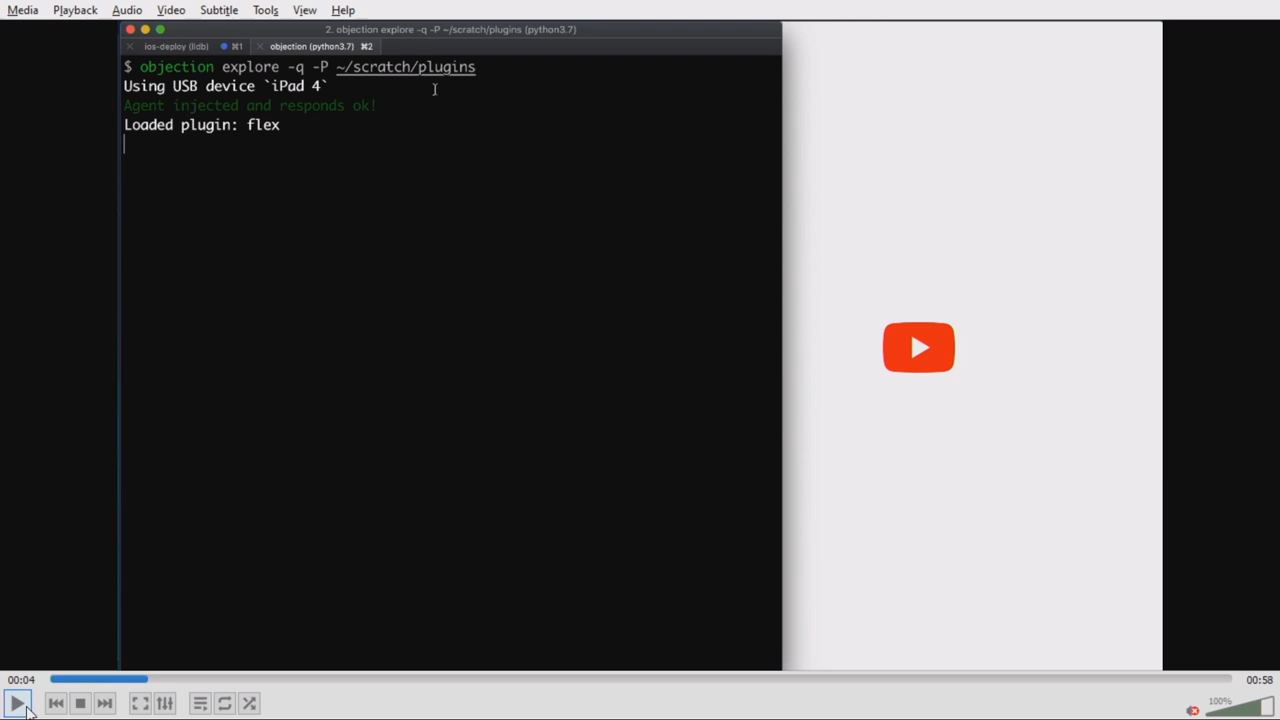 Media Playback Audio Video Subtitle Tools View Help
2. objection explore -q -P ~/scratch/plugins (python3.7)
ios-deploy (lldb) ⌘1 objection (python3.7) ⌘2
$ objection explore -q -P ~/scratch/plugins
Using USB device `iPad 4`
Agent injected and responds ok!
Loaded plugin: flex
00:04 00:58
100%